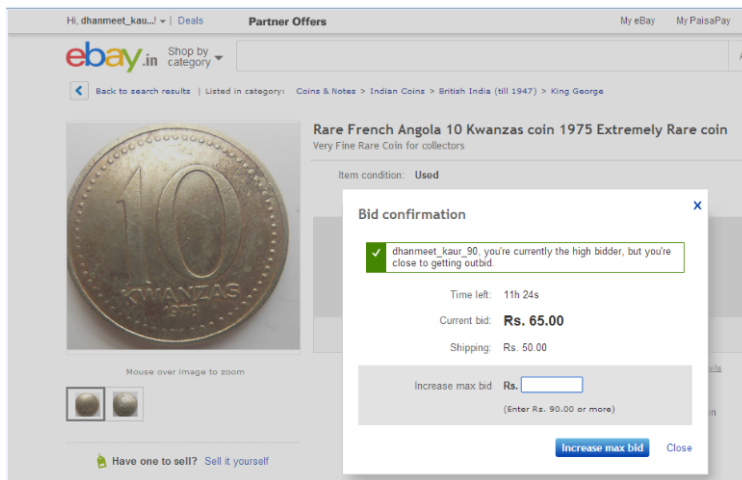 Hi, dhanmeet_kau...! | Deals Partner Offers My eBay My PaisaPay
ebay.in Shop by category
Back to search results | Listed in category: Coins & Notes > Indian Coins > British India (till 1947) > King George
Rare French Angola 10 Kwanzas coin 1975 Extremely Rare coin
Very Fine Rare Coin for collectors
Item condition: Used
10
KWANZAS
1978
Bid confirmation
x
dhanmeet_kaur_90, you're currently the high bidder, but you're
close to getting outbid.
Time left: 11h 24s
Current bid: Rs. 65.00
Shipping: Rs. 50.00
Increase max bid Rs.
(Enter Rs. 90.00 or more)
Increase max bid Close
Mouse over image to zoom
Have one to sell? Sell it yourself